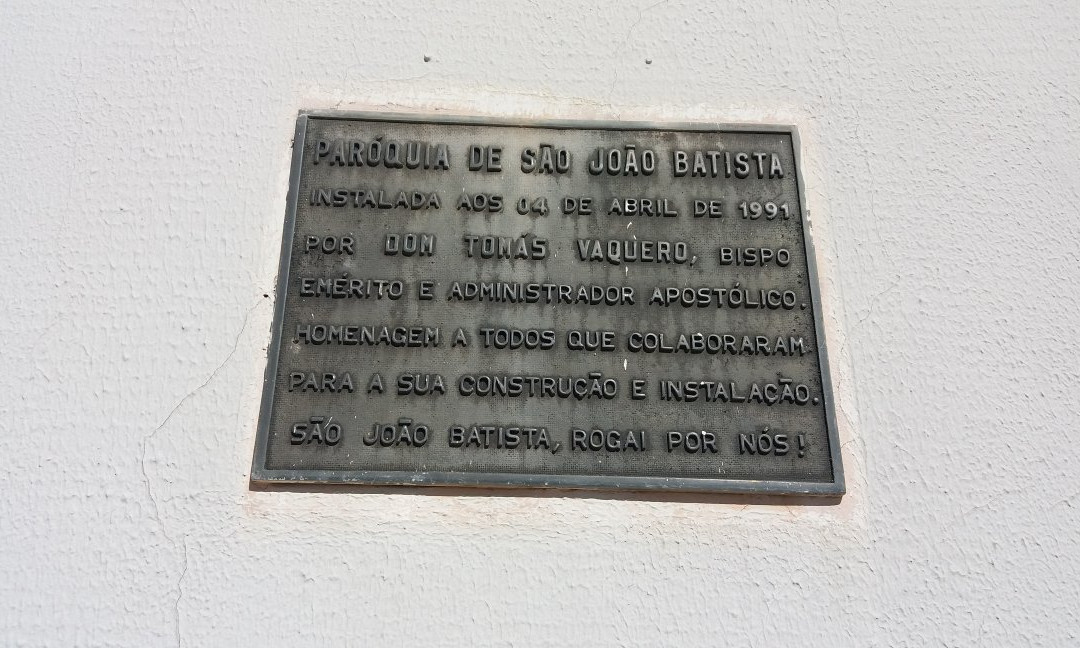 PARÓQUIA DE SÃO JOÃO BATISTA
INSTALADA AOS 04 DE ABRIL DE 1991
POR DOM TOMÁS VAQUERO, BISPO
EMÉRITO E ADMINISTRADOR APOSTÓLICO.
HOMENAGEM A TODOS QUE COLABORARAM
PARA A SUA CONSTRUÇÃO E INSTALAÇÃO.
SÃO JOÃO BATISTA, ROGAI POR NÓS!